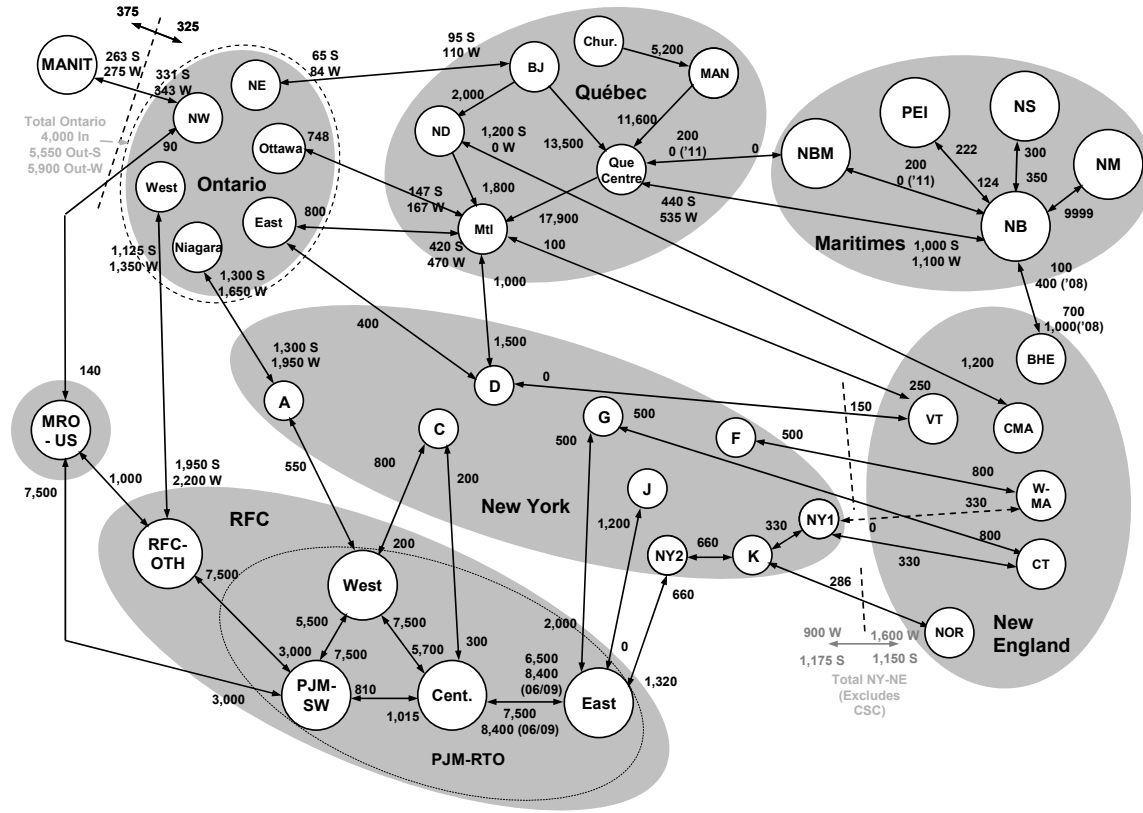 375
325
MANIT
263 S
275 W
331 S
343 W
NW
90
NE
65 S
84 W
Total Ontario
4,000 In
5,550 Out-S
5,900 Out-W
Ottawa
748
West
Ontario
East
800
Niagara
1,125 S
1,350 W
1,300 S
1,650 W
95 S
110 W
BJ
Chur.
5,200
MAN
Québec
2,000
ND
1,200 S
0 W
13,500
11,600
Que
Centre
200
0 ('11)
0
1,800
147 S
167 W
Mtl
17,900
440 S
535 W
420 S
470 W
100
1,000
NBM
PEI
NS
NM
222
300
200
0 ('11)
124
350
9999
NB
Maritimes
1,000 S
1,100 W
100
400 ('08)
700
1,000('08)
BHE
400
1,500
1,300 S
1,950 W
A
D
0
1,200
250
150
VT
CMA
140
MRO
- US
7,500
1,000
1,950 S
2,200 W
550
C
800
200
G
500
500
F
500
800
W-
MA
New York
J
1,200
330
0
NY1
330
800
CT
330
NY2
660
K
660
286
NOR
New
England
900 W
1,600 W
1,175 S
1,150 S
Total NY-NE
(Excludes
CSC)
RFC
RFC-
OTH
7,500
200
West
5,500
7,500
3,000
7,500
5,700
300
2,000
0
PJM-
SW
810
Cent.
1,015
6,500
8,400
(06/09)
East
1,320
3,000
7,500
8,400 (06/09)
PJM-RTO